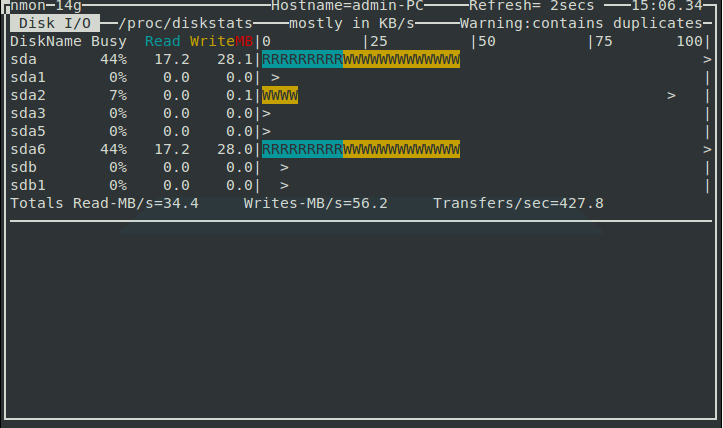 nmon─14g Hostname=admin-PC Refresh= 2secs 15:06.34
Disk I/O /proc/diskstats mostly in KB/s Warning:contains duplicates
DiskName Busy Read WriteMB|0 |25 |50 |75 100|
sda 44% 17.2 28.1|RRRRRRRRRWWWWWWWWWWWWW >
sda1 0% 0.0 0.0| > |
sda2 7% 0.0 0.1|WWWW > |
sda3 0% 0.0 0.0|> |
sda5 0% 0.0 0.0|> |
sda6 44% 17.2 28.0|RRRRRRRRRWWWWWWWWWWWWW >
sdb 0% 0.0 0.0| > |
sdb1 0% 0.0 0.0| > |
Totals Read-MB/s=34.4 Writes-MB/s=56.2 Transfers/sec=427.8